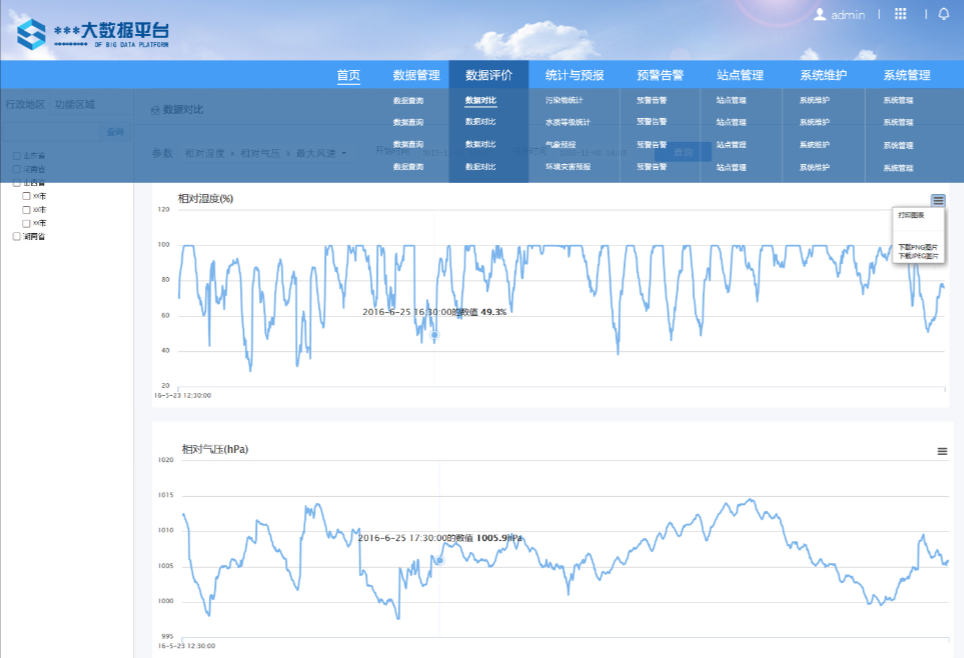 ***大数据平台
OF BIG DATA PLATFORM
admin
首页 数据管理 数据评价 统计与预报 预警告警 站点管理 系统维护 系统管理
行政地区 功能区域
数据对比
数据查询 数据对比 污染物统计 预警告警 站点管理 系统维护 系统管理
数据查询 数据对比 水质等级统计 预警告警 站点管理 系统维护 系统管理
数据查询 数据对比 气象预报 预警告警 站点管理 系统维护 系统管理
数据查询 数据对比 环境灾害预报 预警告警 站点管理 系统维护 系统管理
查询
参数 相对湿度 × 相对气压 × 最大风速
开始时间
查询
山东省
河南省
山西省
xx市
xx市
xx市
湖南省
相对湿度(%)
打印图表
下载PNG图片
下载JPEG图片
120
100
80
60
40
20
2016-6-25 16:30:00的数值 49.3%
16-5-23 12:30:00
相对气压(hPa)
1020
1015
1010
1005
1000
995
2016-6-25 17:30:00的数值 1005.9hPa
16-5-23 12:30:00